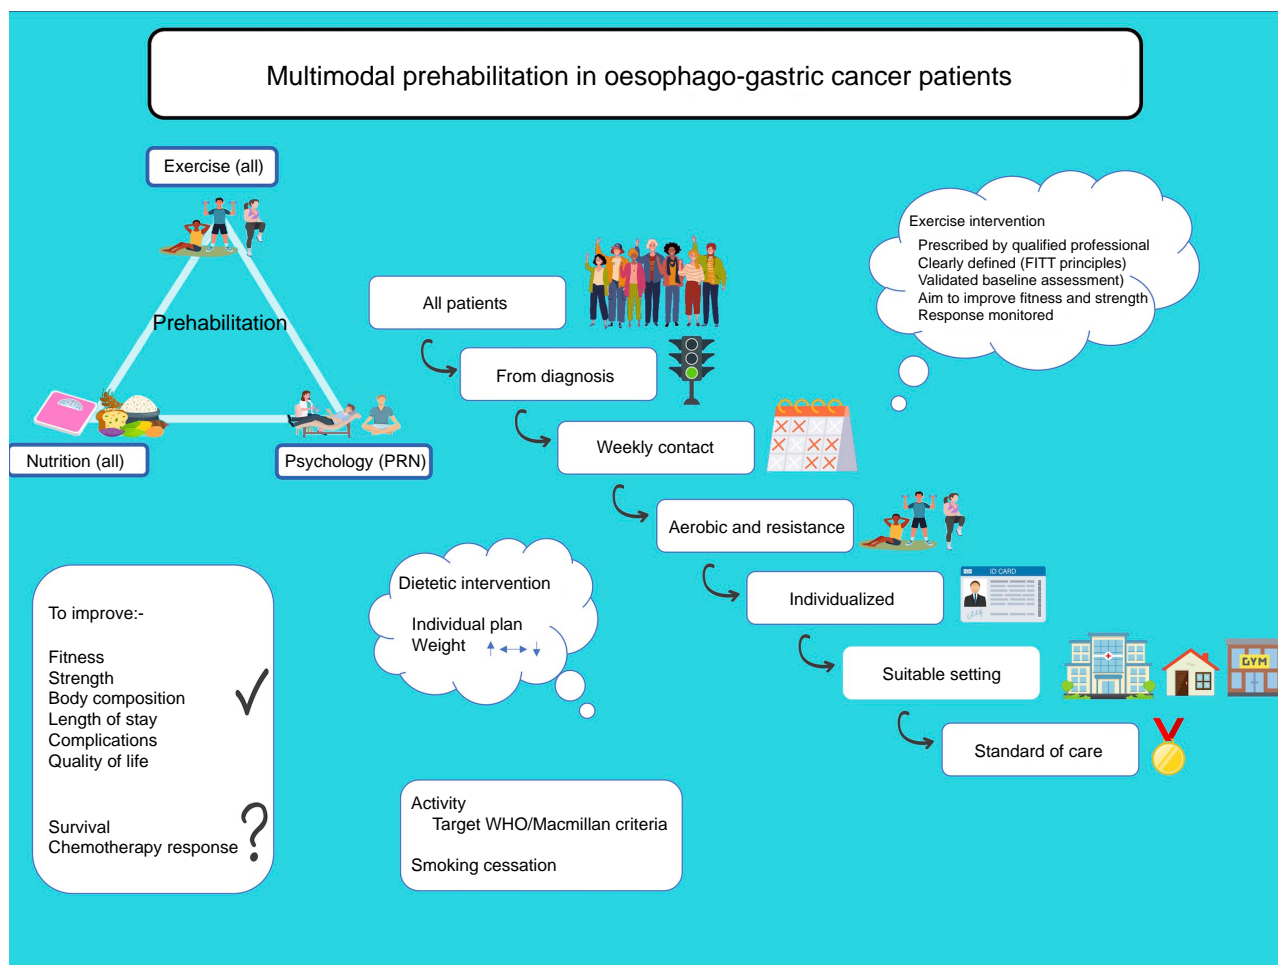 Multimodal prehabilitation in oesophago-gastric cancer patients
Exercise (all)
Prehabilitation
Nutrition (all)
Psychology (PRN)
All patients
From diagnosis
Weekly contact
Aerobic and resistance
Individualized
ID CARD
Suitable setting
GYM
Standard of care
Exercise intervention
Prescribed by qualified professional
Clearly defined (FITT principles)
Validated baseline assessment)
Aim to improve fitness and strength
Response monitored
Dietetic intervention
Individual plan
Weight
To improve:-
Fitness
Strength
Body composition
Length of stay
Complications
Quality of life
Survival
Chemotherapy response
?
Activity
Target WHO/Macmillan criteria
Smoking cessation